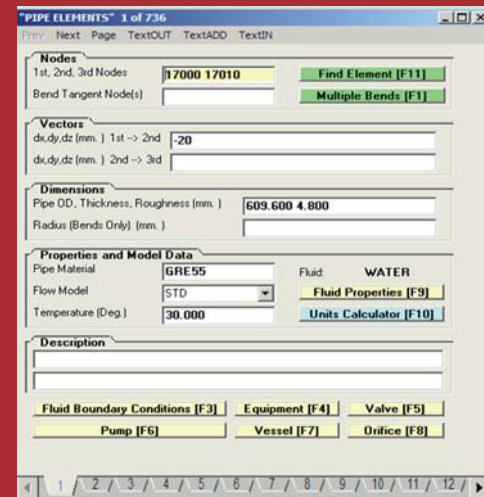 "PIPE ELEMENTS" 1 of 736
Prev Next Page TextOUT TextADD TextIN
Nodes
1st, 2nd, 3rd Nodes 17000 17010 Find Element [F11]
Bend Tangent Node(s) Multiple Bends [F1]
Vectors
dx,dy,dz (mm. ) 1st --> 2nd -20
dx,dy,dz (mm. ) 2nd --> 3rd
Dimensions
Pipe OD, Thickness, Roughness (mm. ) 609.600 4.800
Radius (Bends Only) (mm. )
Properties and Model Data
Pipe Material GRE55 Fluid: WATER
Flow Model STD Fluid Properties [F9]
Temperature (Deg.) 30.000 Units Calculator [F10]
Description
Fluid Boundary Conditions [F3] Equipment [F4] Valve [F5]
Pump [F6] Vessel [F7] Orifice [F8]
1 2 3 4 5 6 7 8 9 10 11 12